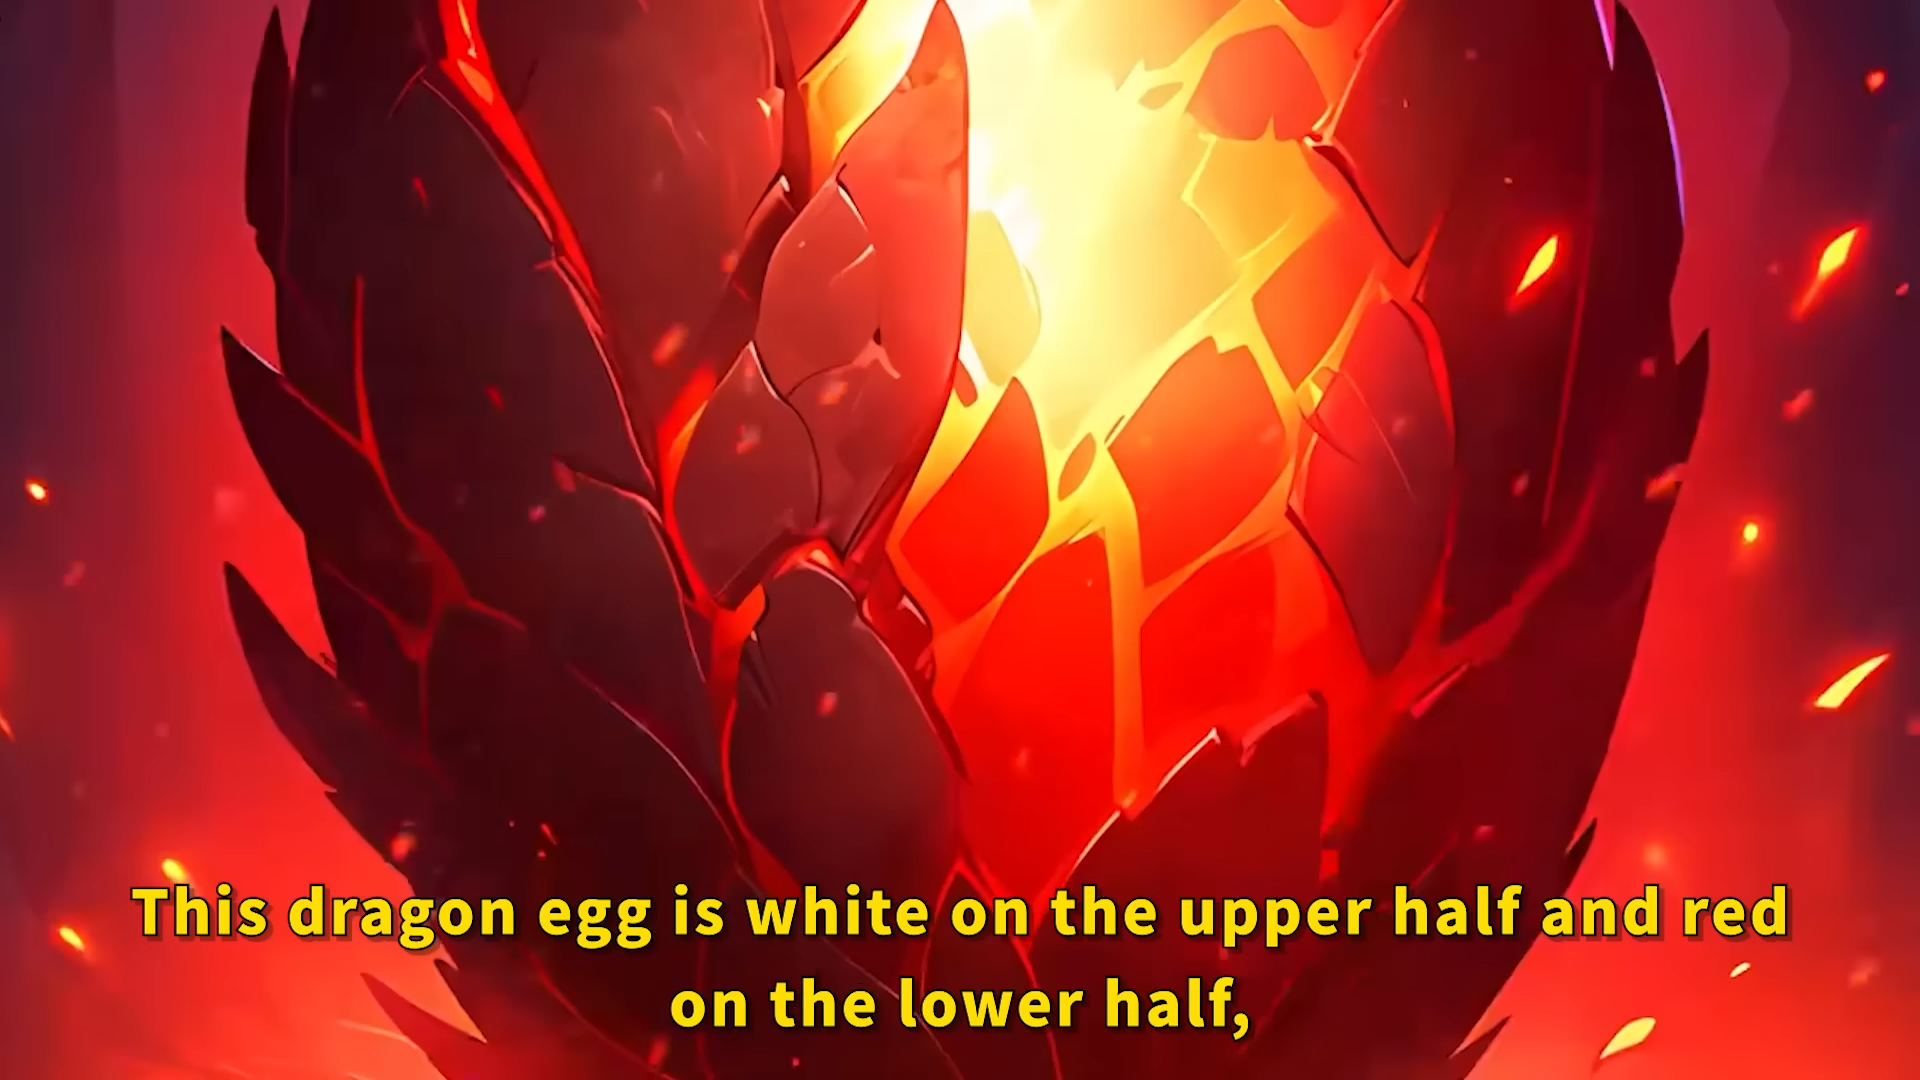 This dragon egg is white on the upper half and red
on the lower half,